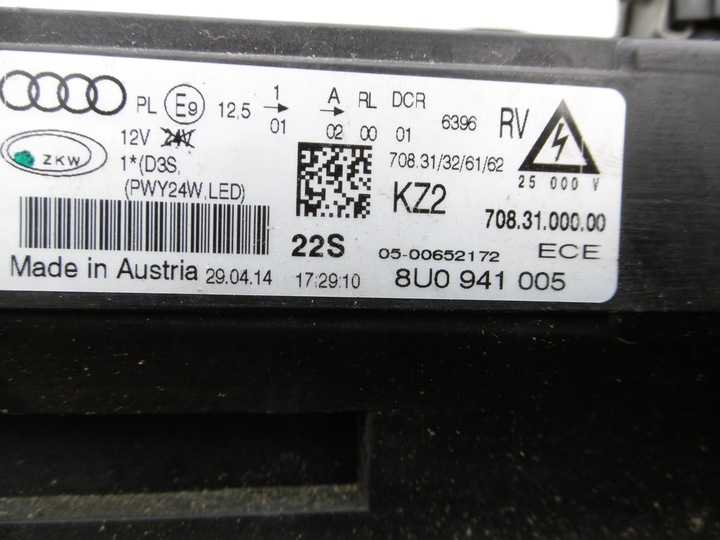 PL E9 12,5 1 01 A 02 RL 00 DCR 01 6396 RV
12V 24V
ZKW 1*(D3S,
(PWY24W,LED)
708.31/32/61/62
25 000 V
KZ2 708.31.000.00
22S 05-00652172 ECE
Made in Austria 29.04.14 17:29:10 8U0 941 005